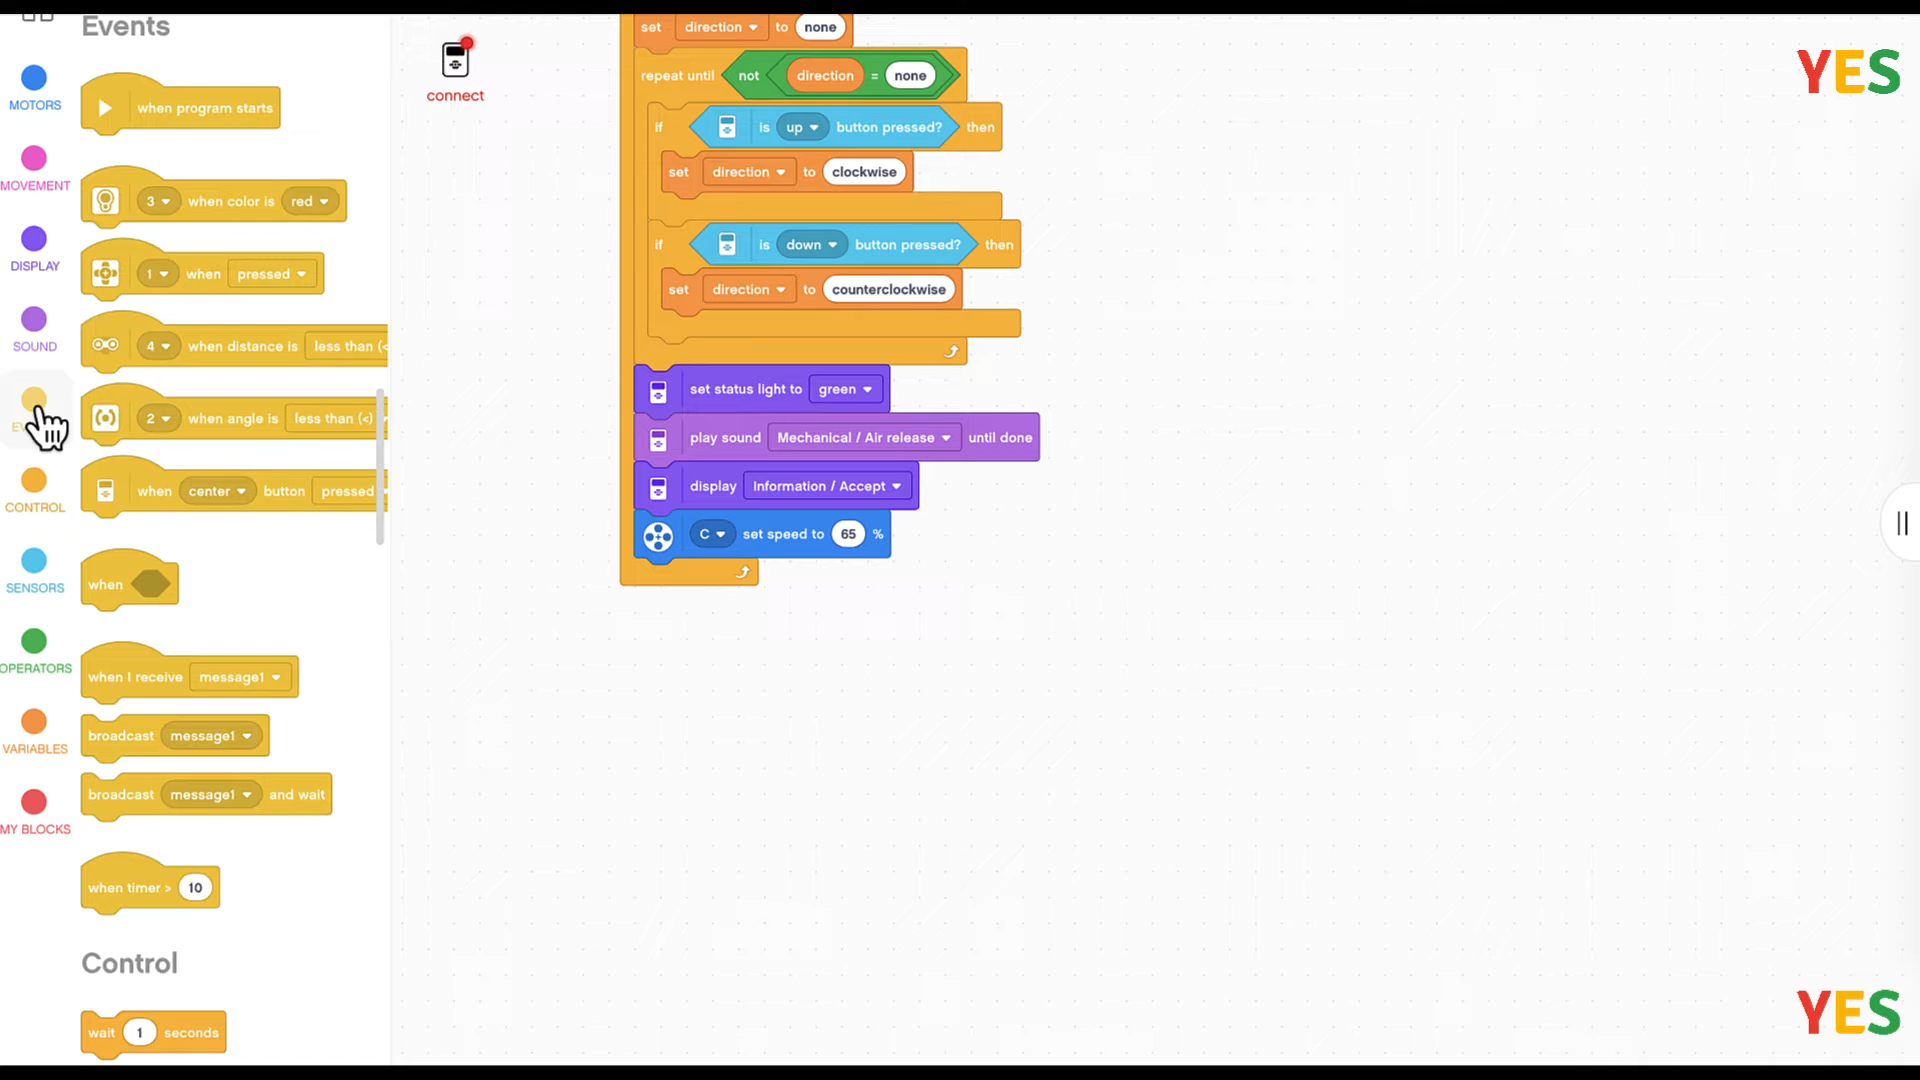 Events
MOTORS
MOVEMENT
DISPLAY
SOUND
CONTROL
SENSORS
OPERATORS
VARIABLES
MY BLOCKS
when program starts
3 when color is red
1 when pressed
4 when distance is less than (<
2 when angle is less than (<)
when center button pressed
when
when I receive message1
broadcast message1
broadcast message1 and wait
when timer > 10
Control
wait 1 seconds
connect
set direction to none
repeat until not direction = none
if is up button pressed? then
set direction to clockwise
if is down button pressed? then
set direction to counterclockwise
set status light to green
play sound Mechanical / Air release until done
display Information / Accept
C set speed to 65 %
YES
YES